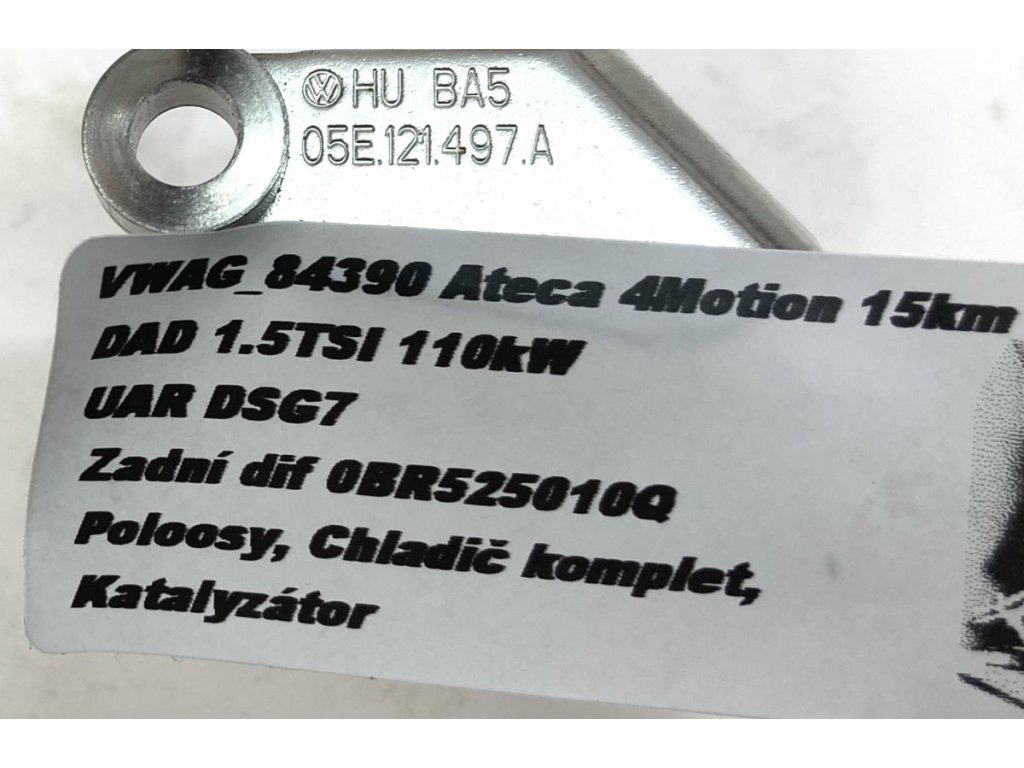 HU BA5
05E.121.497.A
VWAG_84390 Ateca 4Motion 15km
DAD 1.5TSI 110kW
UAR DSG7
Zadní dif 0BR525010Q
Poloosy, Chladič komplet,
Katalyzátor